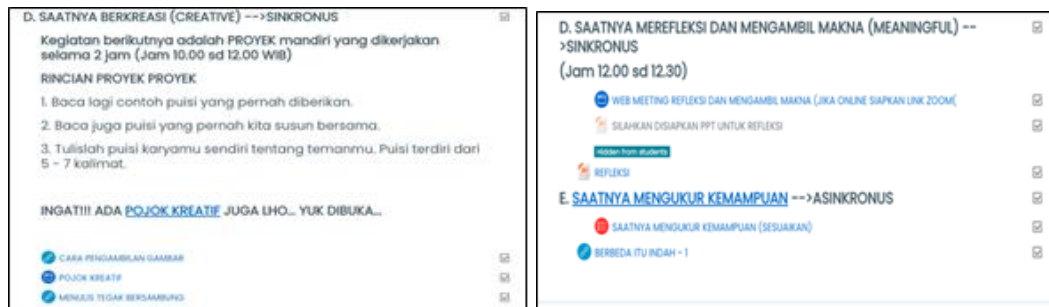 D. SAATNYA BERKREASI (CREATIVE) -->SINKRONUS
Kegiatan berikutnya adalah PROYEK mandiri yang dikerjakan
selama 2 jam (Jam 10.00 sd 12.00 WIB)
RINCIAN PROYEK PROYEK
1. Baca lagi contoh puisi yang pernah diberikan.
2. Baca juga puisi yang pernah kita susun bersama.
3. Tulislah puisi karyamu sendiri tentang temanmu. Puisi terdiri dari
5 - 7 kalimat.
INGAT!!! ADA POJOK KREATIF JUGA LHO... YUK DIBUKA...
CARA PENGAMBILAN GAMBAR
POJOK KREATIF
MENULIS TEGAK BERSAMBUNG
D. SAATNYA MEREFLEKSI DAN MENGAMBIL MAKNA (MEANINGFUL) --
>SINKRONUS
(Jam 12.00 sd 12.30)
WEB MEETING REFLEKSI DAN MENGAMBIL MAKNA (JIKA ONLINE SIAPKAN LINK ZOOM(
SILAHKAN DISIAPKAN PPT UNTUK REFLEKSI
Hidden from students
REFLEKSI
E. SAATNYA MENGUKUR KEMAMPUAN -->ASINKRONUS
SAATNYA MENGUKUR KEMAMPUAN (SESUAIKAN)
BERBEDA ITU INDAH - 1